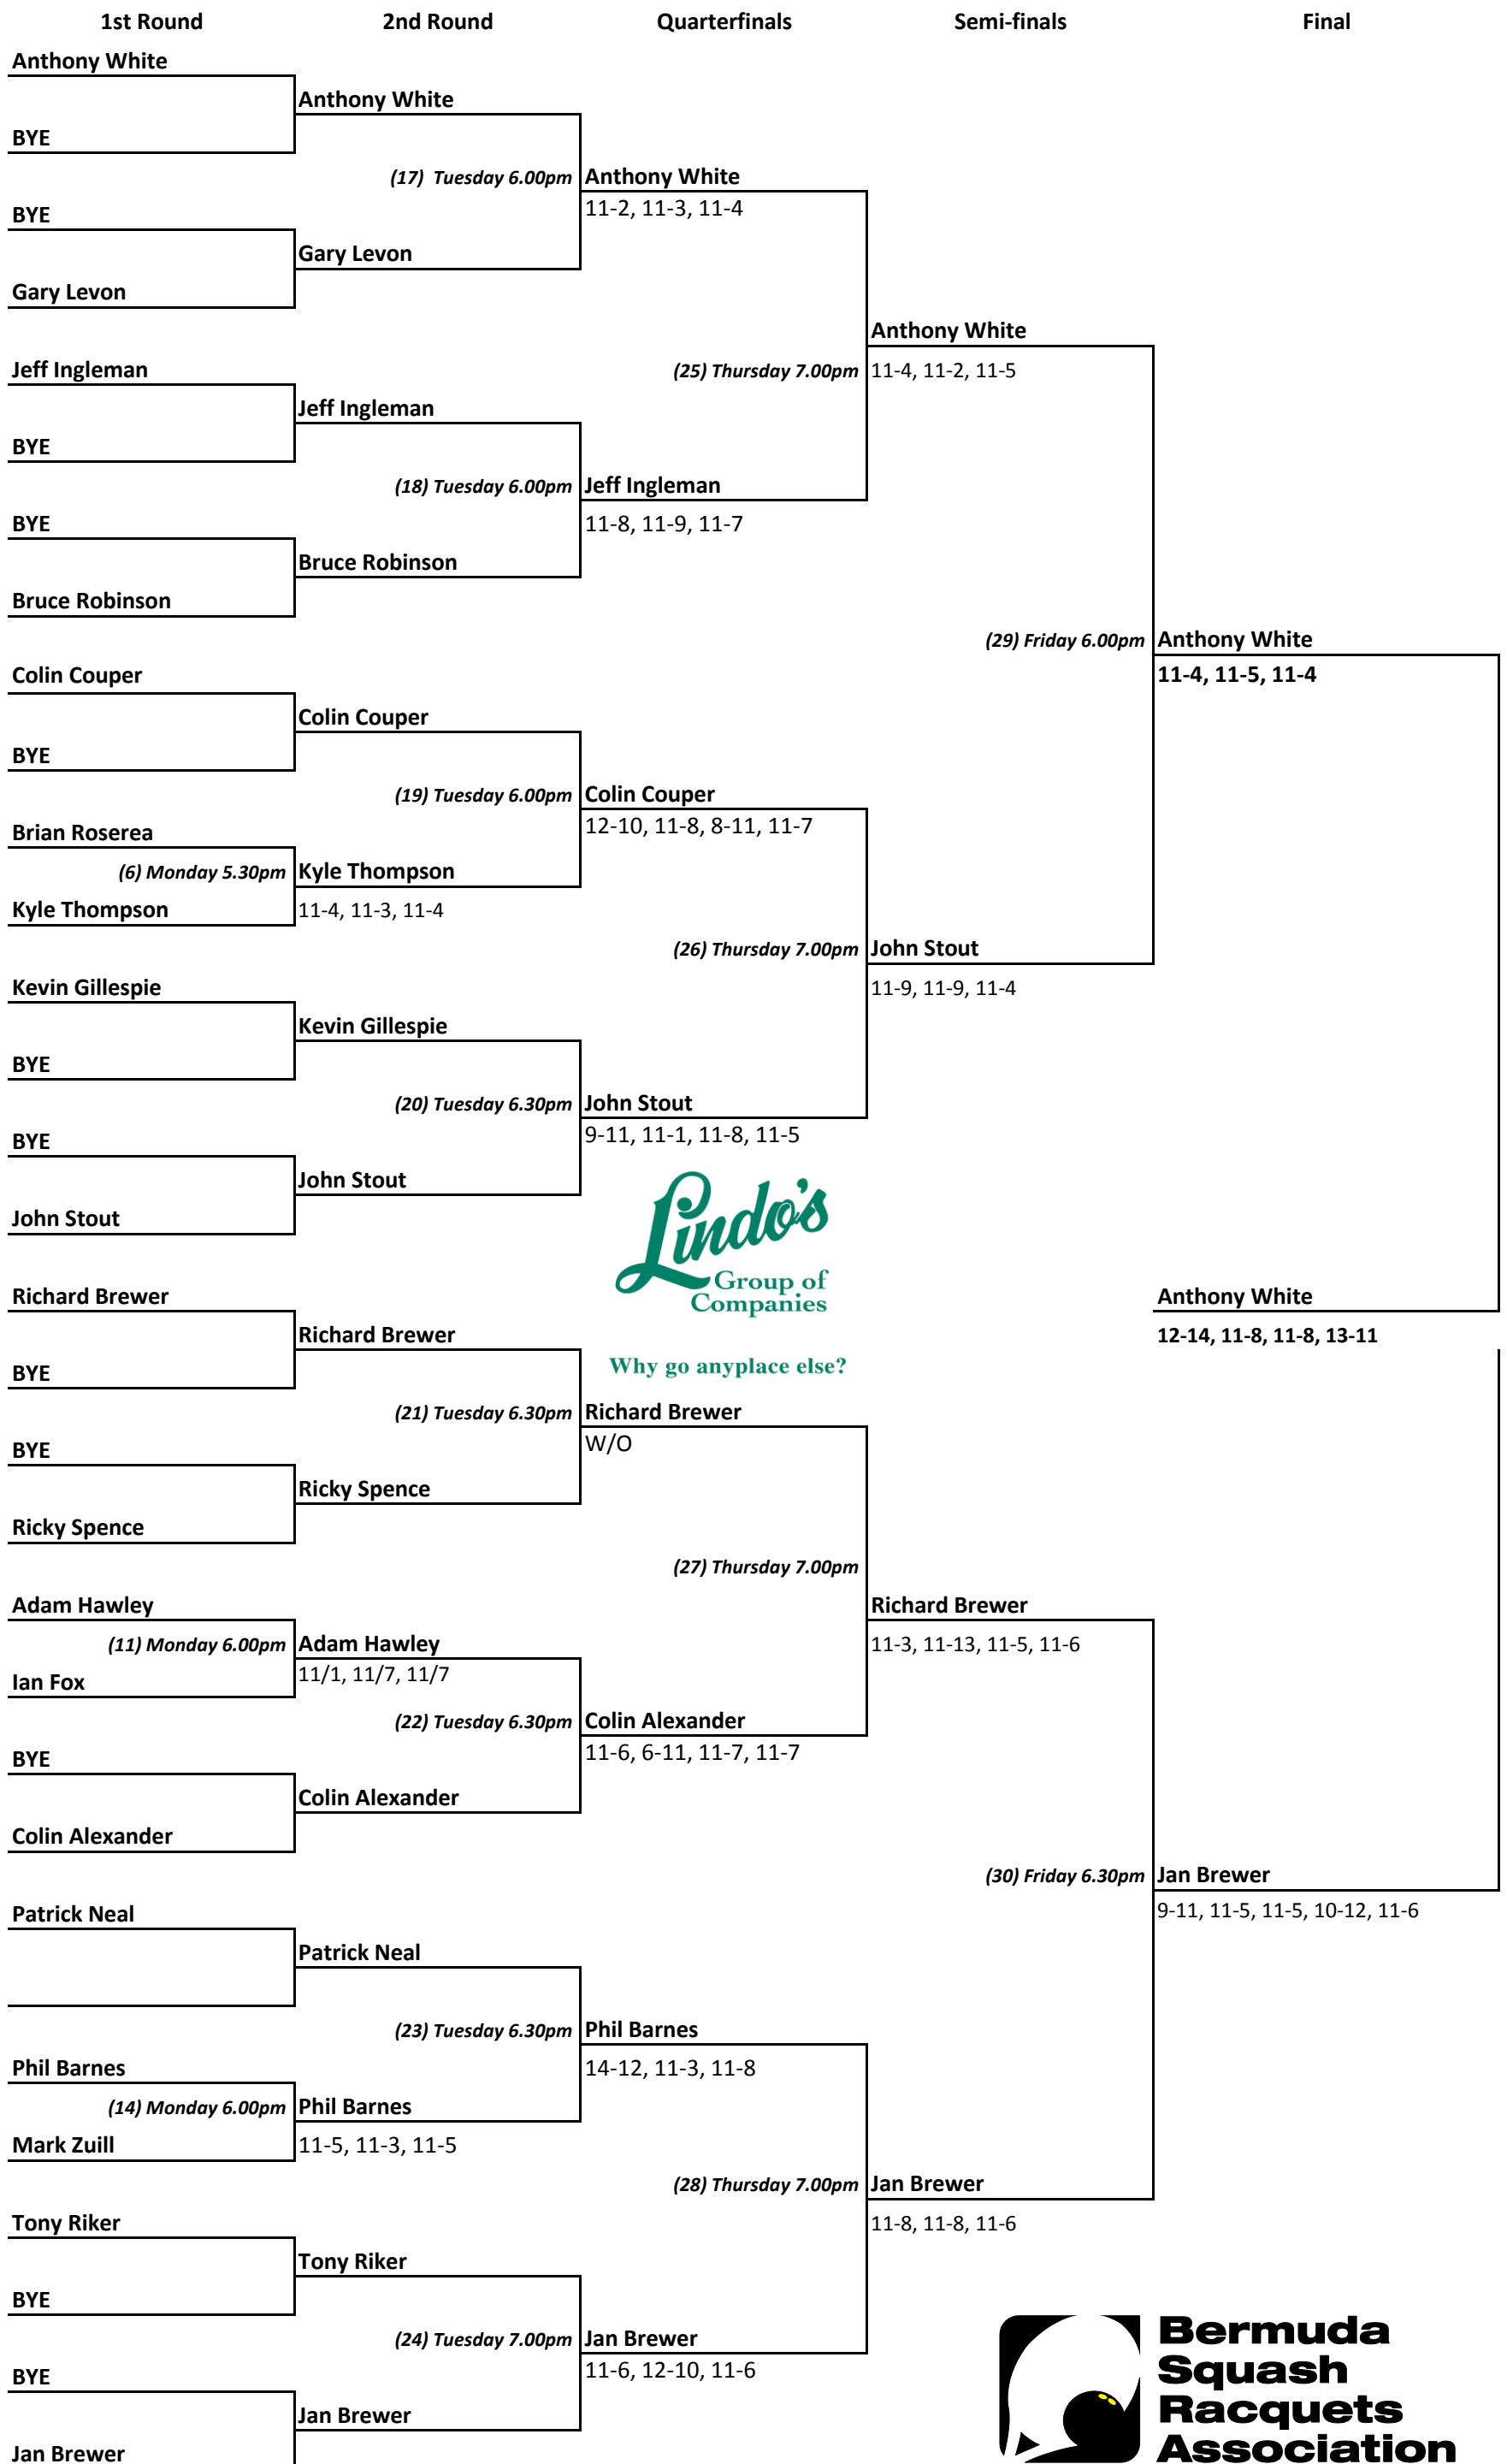 1st Round 2nd Round Quarterfinals Semi-finals Final
Anthony White
Anthony White
BYE
(17) Tuesday 6.00pm Anthony White
11-2, 11-3, 11-4
BYE
Gary Levon
Gary Levon
Anthony White
Jeff Ingleman
(25) Thursday 7.00pm 11-4, 11-2, 11-5
Jeff Ingleman
BYE
(18) Tuesday 6.00pm Jeff Ingleman
BYE
11-8, 11-9, 11-7
Bruce Robinson
Bruce Robinson
(29) Friday 6.00pm Anthony White
Colin Couper
11-4, 11-5, 11-4
Colin Couper
BYE
(19) Tuesday 6.00pm Colin Couper
12-10, 11-8, 8-11, 11-7
Brian Roserea
(6) Monday 5.30pm Kyle Thompson
Kyle Thompson
11-4, 11-3, 11-4
(26) Thursday 7.00pm John Stout
Kevin Gillespie
11-9, 11-9, 11-4
Kevin Gillespie
BYE
(20) Tuesday 6.30pm John Stout
9-11, 11-1, 11-8, 11-5
BYE
John Stout
John Stout
Lindo's
Group of
Companies
Richard Brewer
Anthony White
Richard Brewer
12-14, 11-8, 11-8, 13-11
Why go anyplace else?
BYE
(21) Tuesday 6.30pm Richard Brewer
W/O
BYE
Ricky Spence
Ricky Spence
(27) Thursday 7.00pm
Adam Hawley
Richard Brewer
(11) Monday 6.00pm Adam Hawley
11-3, 11-13, 11-5, 11-6
11/1, 11/7, 11/7
Ian Fox
(22) Tuesday 6.30pm Colin Alexander
11-6, 6-11, 11-7, 11-7
BYE
Colin Alexander
Colin Alexander
(30) Friday 6.30pm Jan Brewer
Patrick Neal
9-11, 11-5, 11-5, 10-12, 11-6
Patrick Neal
(23) Tuesday 6.30pm Phil Barnes
Phil Barnes
14-12, 11-3, 11-8
(14) Monday 6.00pm Phil Barnes
Mark Zuill
11-5, 11-3, 11-5
(28) Thursday 7.00pm Jan Brewer
Tony Riker
11-8, 11-8, 11-6
Tony Riker
BYE
(24) Tuesday 7.00pm Jan Brewer
11-6, 12-10, 11-6
BYE
Jan Brewer
Jan Brewer
Bermuda
Squash
Racquets
Association